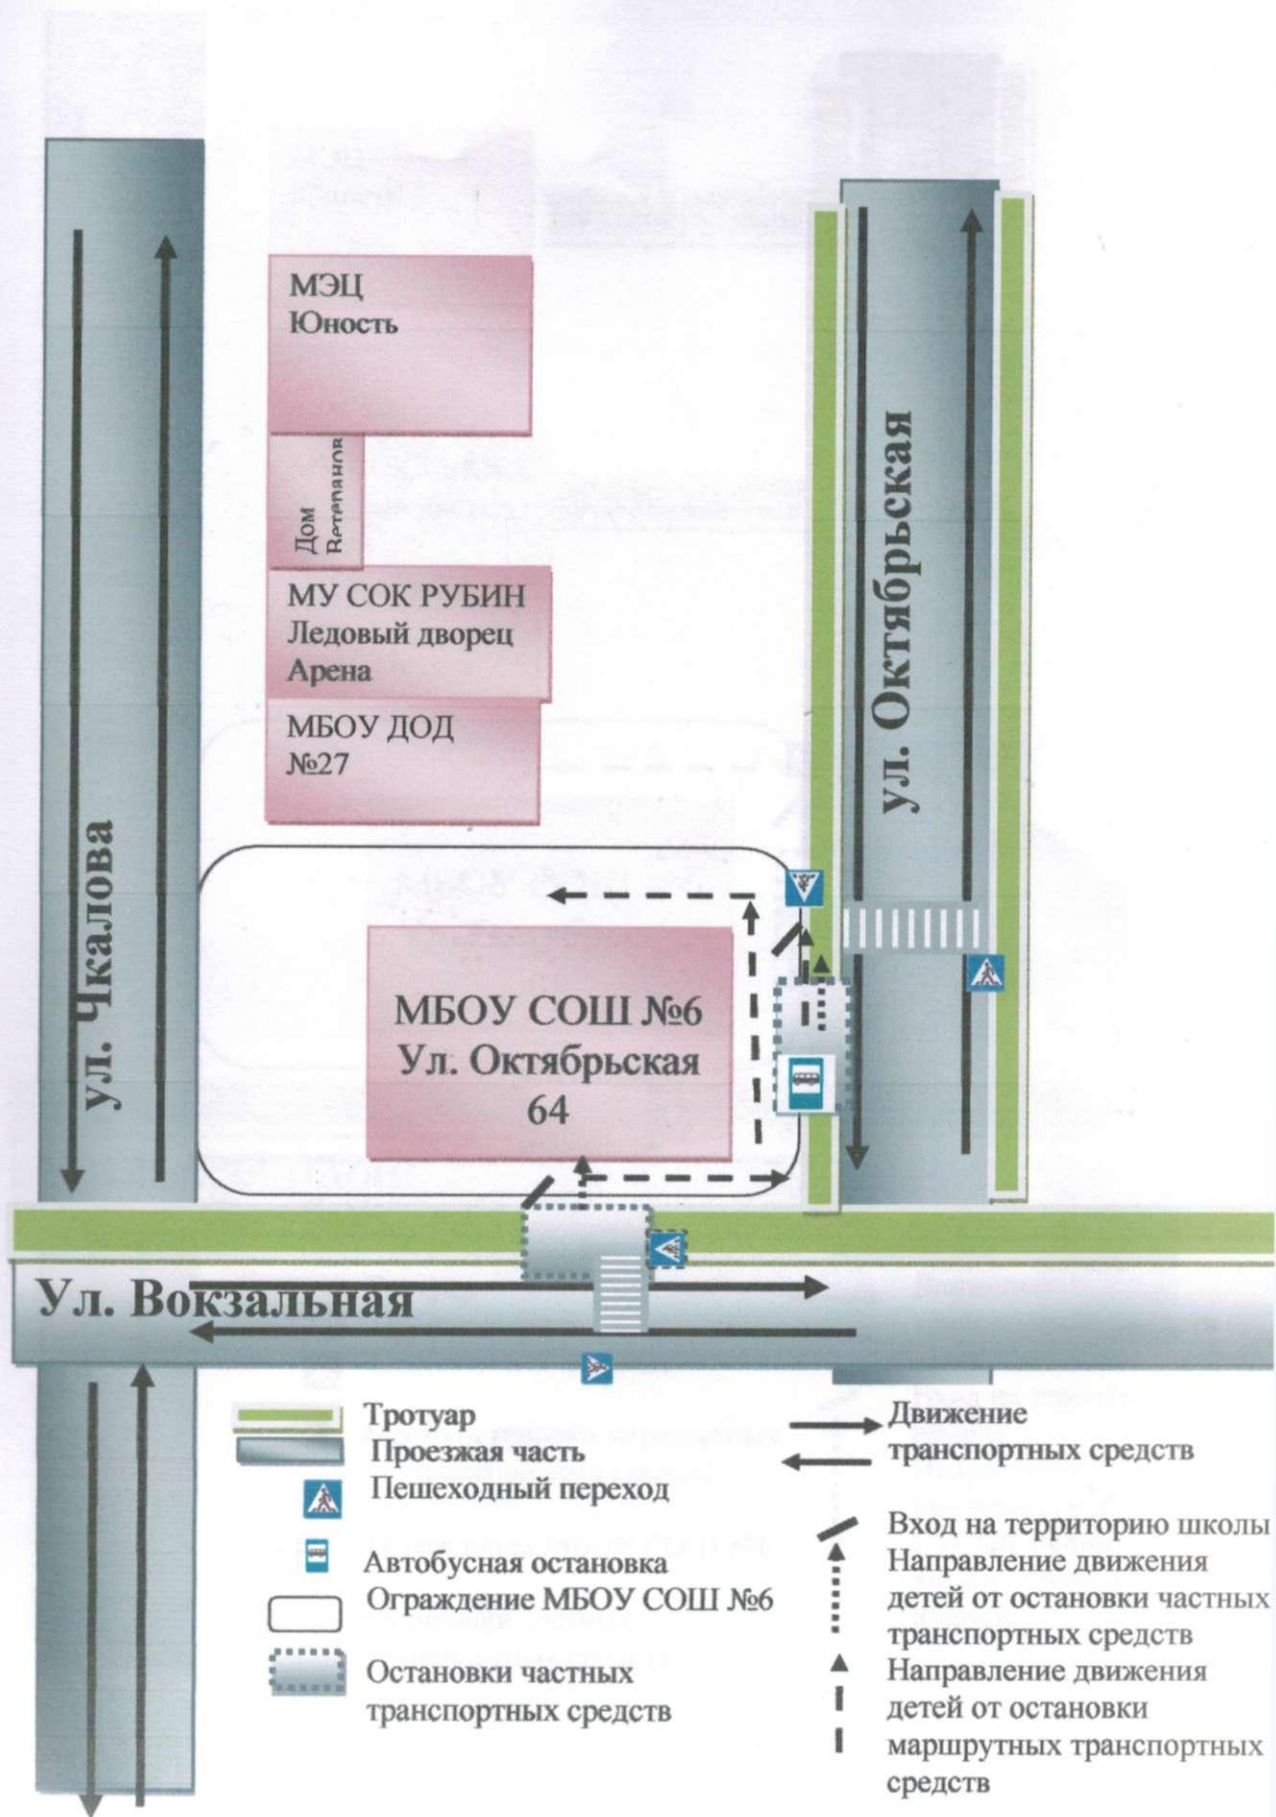 МЭЦ
Юность
Дом
Ветеранов
МУ СОК РУБИН
Ледовый дворец
Арена
МБОУ ДОД
№27
ул. Октябрьская
ул. Чкалова
МБОУ СОШ №6
Ул. Октябрьская
64
Ул. Вокзальная
Тротуар
Проезжая часть
Пешеходный переход
Автобусная остановка
Ограждение МБОУ СОШ №6
Остановки частных
транспортных средств
Движение
транспортных средств
Вход на территорию школы
Направление движения
детей от остановки частных
транспортных средств
Направление движения
детей от остановки
маршрутных транспортных
средств